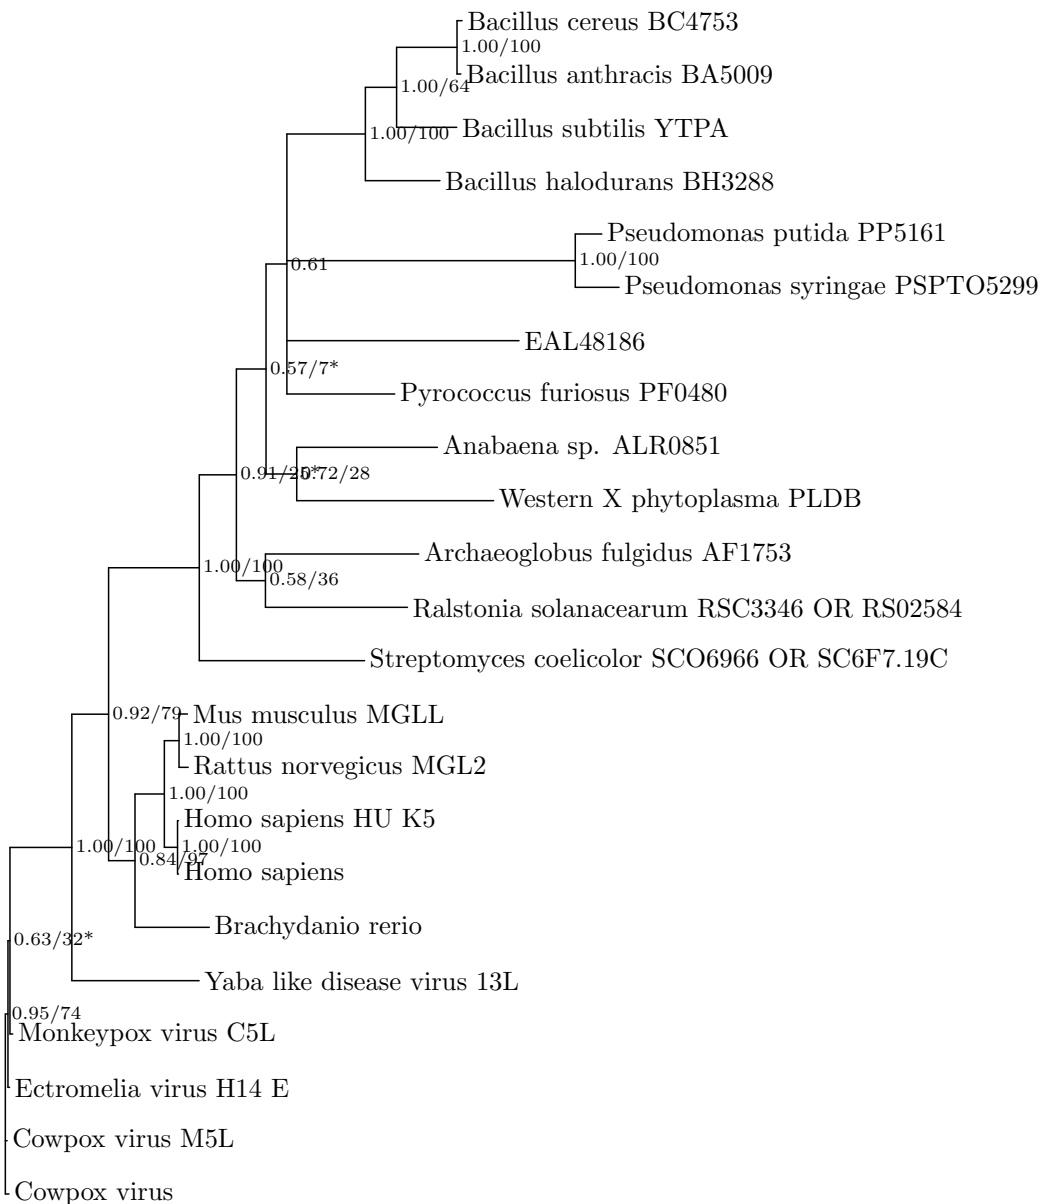 Bacillus cereus BC4753
1.00/100
Bacillus anthracis BA5009
1.00/64
Bacillus subtilis YTPA
1.00/100
Bacillus halodurans BH3288
Pseudomonas putida PP5161
1.00/100
0.61
Pseudomonas syringae PSPTO5299
EAL48186
0.57/7*
Pyrococcus furiosus PF0480
Anabaena sp. ALR0851
0.91/25* 0.72/28
Western X phytoplasma PLDB
Archaeoglobus fulgidus AF1753
1.00/100
0.58/36
Ralstonia solanacearum RSC3346 OR RS02584
Streptomyces coelicolor SCO6966 OR SC6F7.19C
0.92/79
Mus musculus MGLL
1.00/100
Rattus norvegicus MGL2
1.00/100
Homo sapiens HU K5
1.00/100
1.00/100
0.84/97
Homo sapiens
Brachydanio rerio
0.63/32*
Yaba like disease virus 13L
0.95/74
Monkeypox virus C5L
Ectromelia virus H14 E
Cowpox virus M5L
Cowpox virus